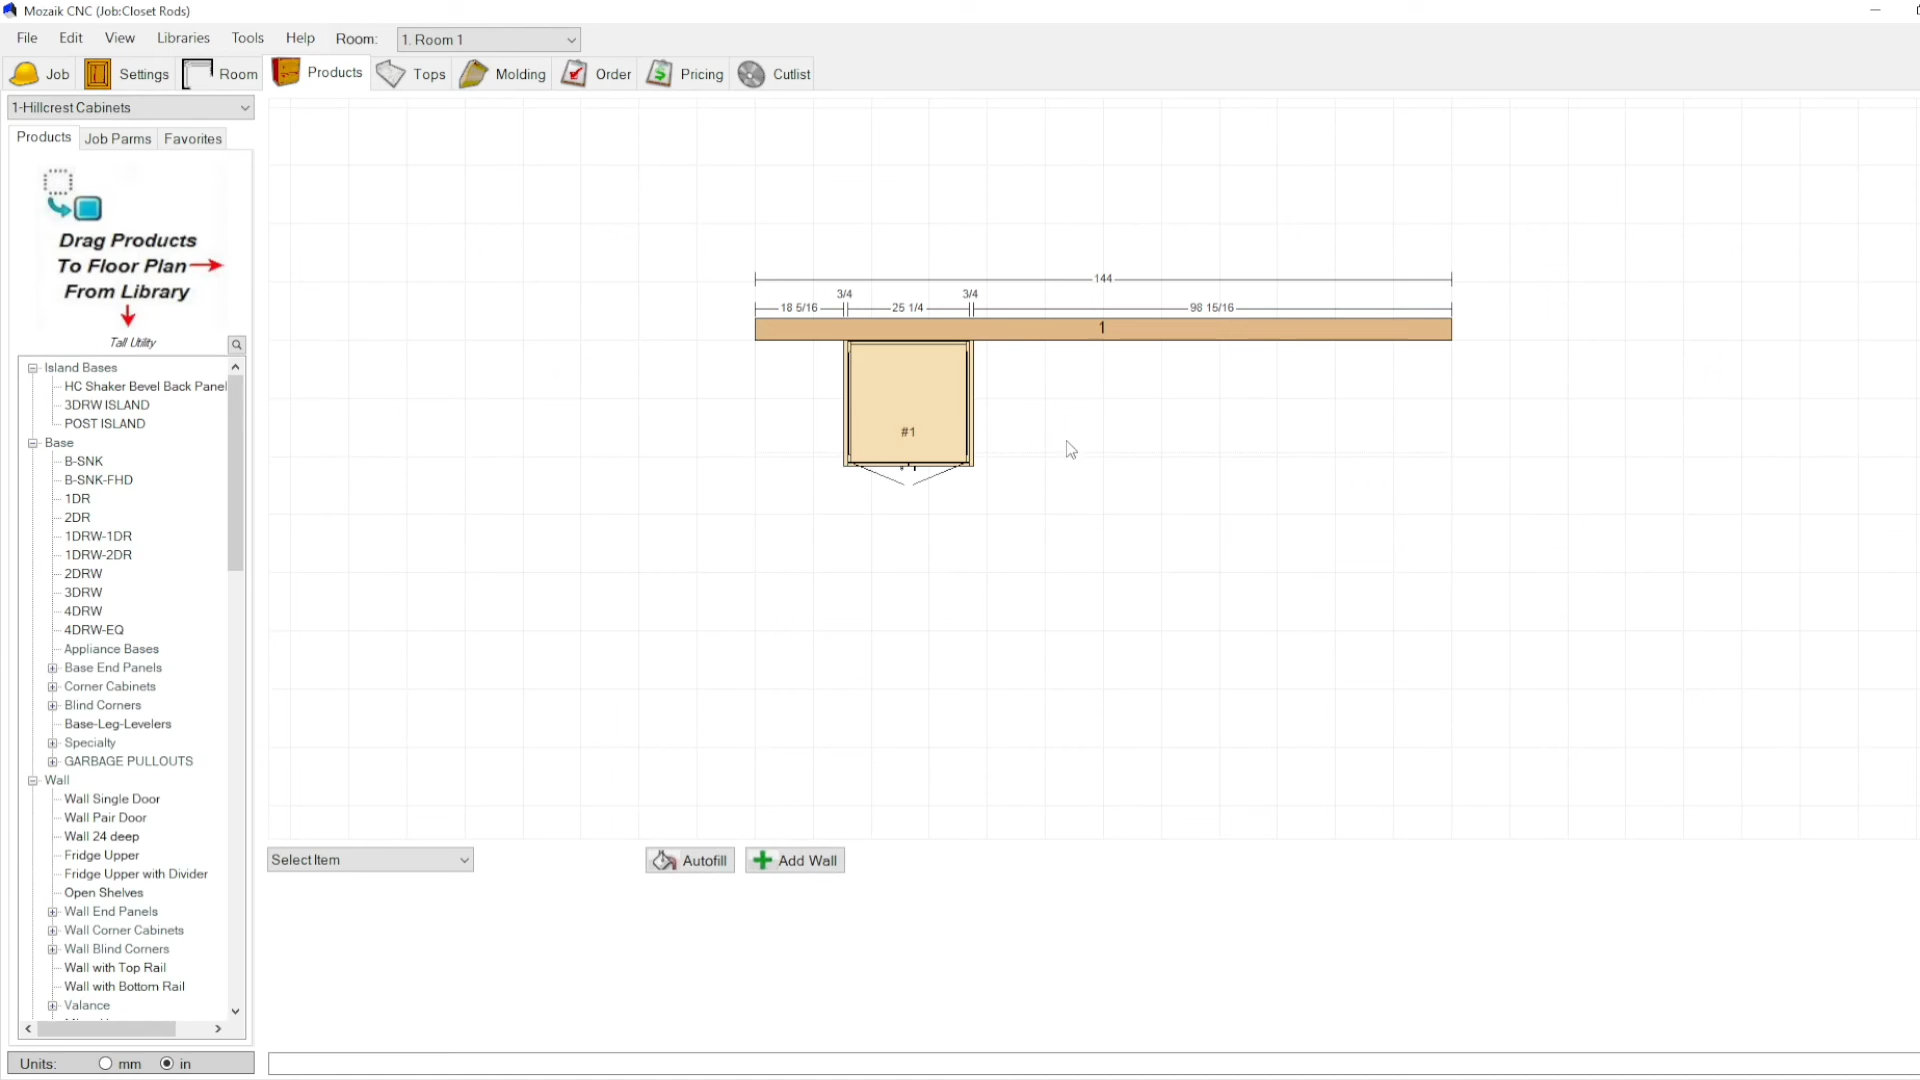 Mozaik CNC (Job:Closet Rods)
File Edit View Libraries Tools Help Room: 1. Room 1
Job Settings Room Products Tops Molding Order Pricing Cutlist
1-Hillcrest Cabinets
Products Job Parms Favorites
Drag Products
To Floor Plan
From Library
Tall Utility
Island Bases
HC Shaker Bevel Back Panel
3DRW ISLAND
POST ISLAND
Base
B-SNK
B-SNK-FHD
1DR
2DR
1DRW-1DR
1DRW-2DR
2DRW
3DRW
4DRW
4DRW-EQ
Appliance Bases
Base End Panels
Corner Cabinets
Blind Corners
Base-Leg-Levelers
Specialty
GARBAGE PULLOUTS
Wall
Wall Single Door
Wall Pair Door
Wall 24 deep
Fridge Upper
Fridge Upper with Divider
Open Shelves
Wall End Panels
Wall Corner Cabinets
Wall Blind Corners
Wall with Top Rail
Wall with Bottom Rail
Valance
Units: mm in
144
3/4 3/4
18 5/16 25 1/4 98 15/16
1
#1
Select Item
Autofill
Add Wall